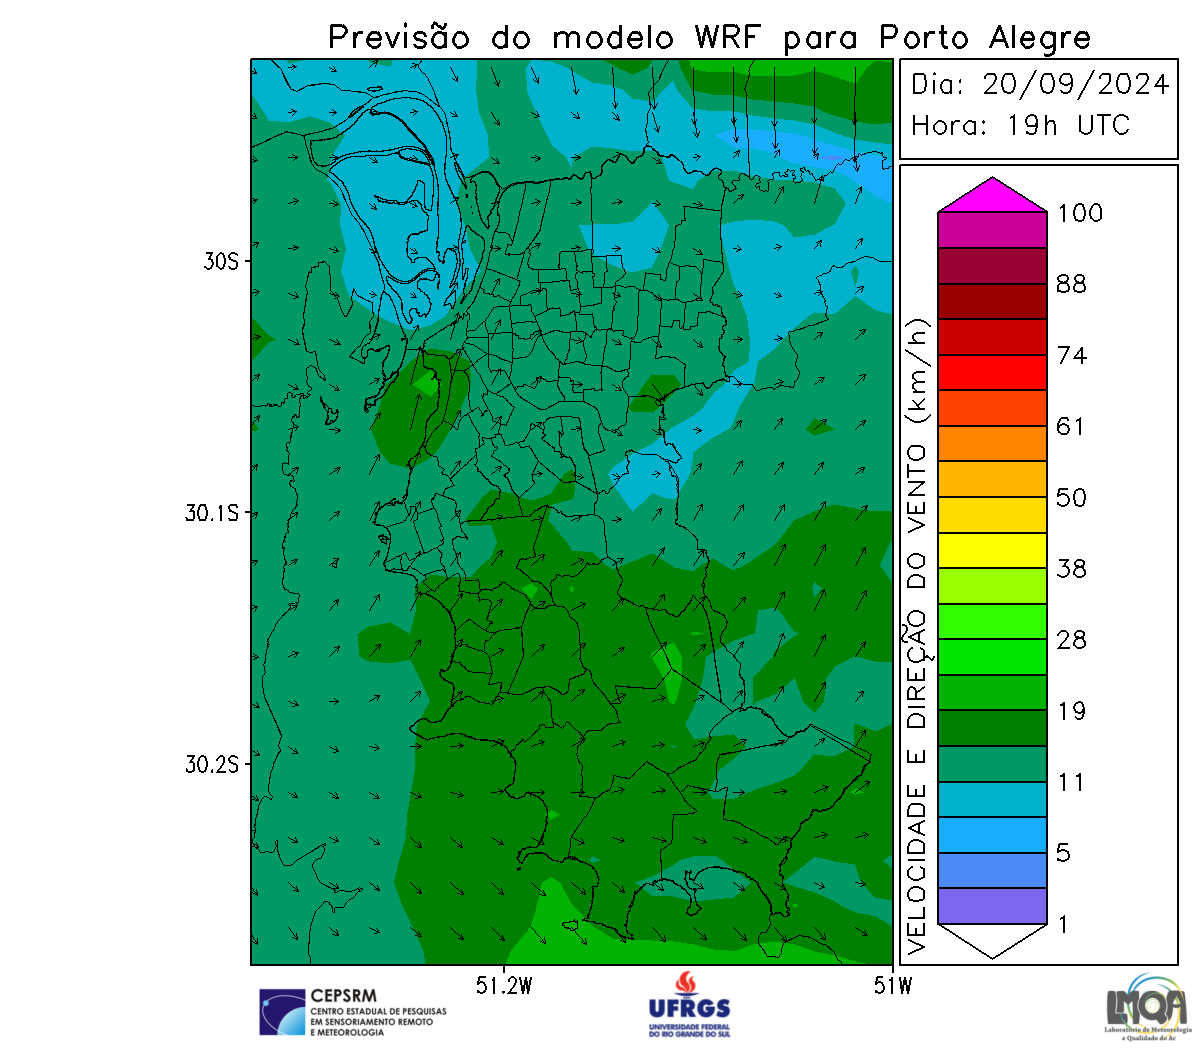 Previsão do modelo WRF para Porto Alegre
Dia: 20/09/2024
Hora: 19h UTC
30S
30.1S
30.2S
51.2W
51W
VELOCIDADE E DIREÇÃO DO VENTO (km/h)
100
88
74
61
50
38
28
19
11
5
1
CEPSRM
CENTRO ESTADUAL DE PESQUISAS
EM SENSORIAMENTO REMOTO
E METEOROLOGIA
UFRGS
UNIVERSIDADE FEDERAL
DO RIO GRANDE DO SUL
LMQA
Laboratório de Meteorologia
e Qualidade do Ar